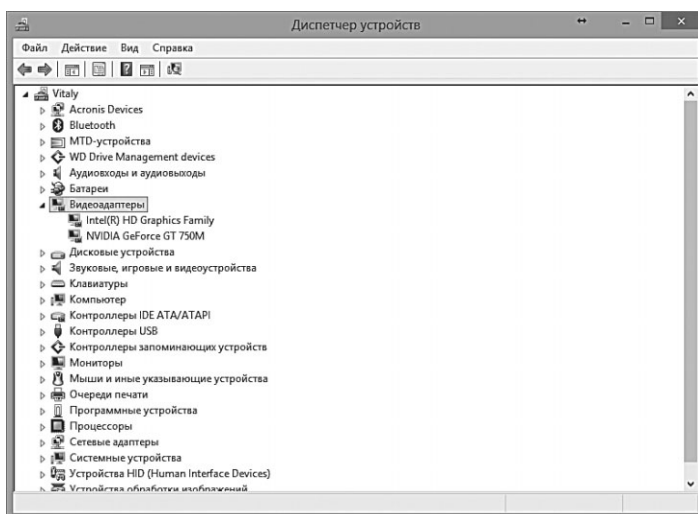 Диспетчер устройств
Файл Действие Вид Справка
Vitaly
Acronis Devices
Bluetooth
MTD-устройства
WD Drive Management devices
Аудиовходы и аудиовыходы
Батареи
Видеоадаптеры
Intel(R) HD Graphics Family
NVIDIA GeForce GT 750M
Дисковые устройства
Звуковые, игровые и видеоустройства
Клавиатуры
Компьютер
Контроллеры IDE ATA/ATAPI
Контроллеры USB
Контроллеры запоминающих устройств
Мониторы
Мыши и иные указывающие устройства
Очереди печати
Программные устройства
Процессоры
Сетевые адаптеры
Системные устройства
Устройства HID (Human Interface Devices)
Устройства обработки изображений